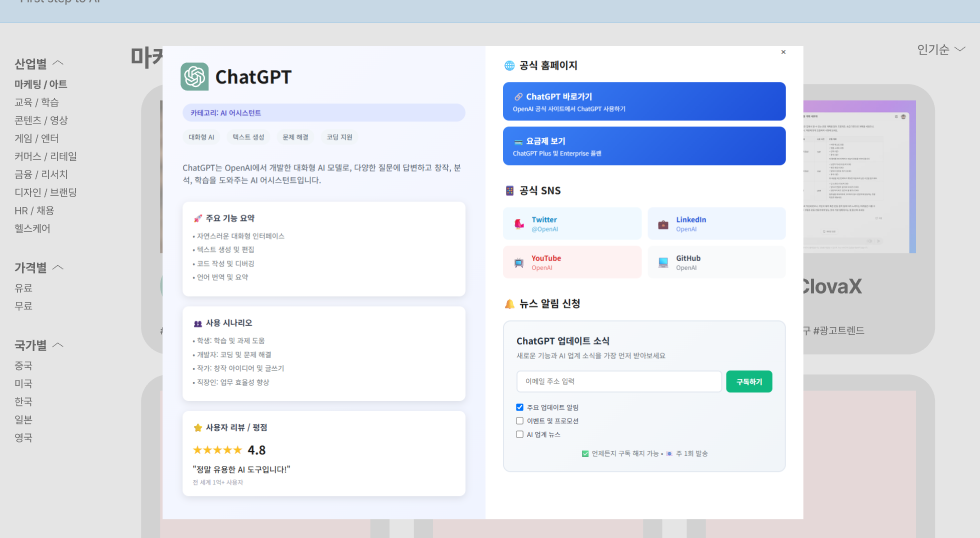 First step to AI
산업별
마케팅 / 아트
교육 / 학습
콘텐츠 / 영상
게임 / 엔터
커머스 / 리테일
금융 / 리서치
디자인 / 브랜딩
HR / 채용
헬스케어
가격별
유료
무료
국가별
중국
미국
한국
일본
영국
마케
인기순
ChatGPT
카테고리: AI 어시스턴트
대화형 AI
텍스트 생성
문제 해결
코딩 지원
ChatGPT는 OpenAI에서 개발한 대화형 AI 모델로, 다양한 질문에 답변하고 창작, 분
석, 학습을 도와주는 AI 어시스턴트입니다.
주요 기능 요약
• 자연스러운 대화형 인터페이스
• 텍스트 생성 및 편집
• 코드 작성 및 디버깅
• 언어 번역 및 요약
사용 시나리오
• 학생: 학습 및 과제 도움
• 개발자: 코딩 및 문제 해결
• 작가: 창작 아이디어 및 글쓰기
• 직장인: 업무 효율성 향상
사용자 리뷰 / 평점
★★★★★ 4.8
"정말 유용한 AI 도구입니다!"
전 세계 1억+ 사용자
×
공식 홈페이지
ChatGPT 바로가기
OpenAI 공식 사이트에서 ChatGPT 사용하기
요금제 보기
ChatGPT Plus 및 Enterprise 플랜
공식 SNS
Twitter
@OpenAI
LinkedIn
OpenAI
YouTube
OpenAI
GitHub
OpenAI
뉴스 알림 신청
ChatGPT 업데이트 소식
새로운 기능과 AI 업계 소식을 가장 먼저 받아보세요
이메일 주소 입력
구독하기
주요 업데이트 알림
이벤트 및 프로모션
AI 업계 뉴스
언제든지 구독 해지 가능 • 주 1회 발송
ClovaX
구 #광고트렌드